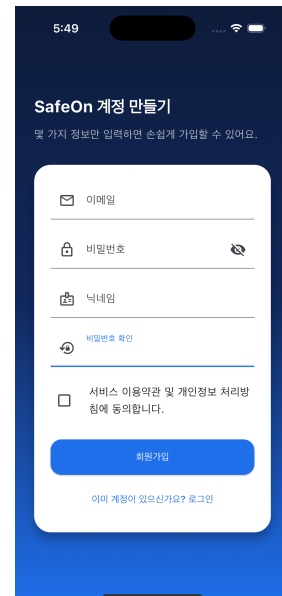 5:49
SafeOn 계정 만들기
몇 가지 정보만 입력하면 손쉽게 가입할 수 있어요.
이메일
비밀번호
닉네임
비밀번호 확인
서비스 이용약관 및 개인정보 처리방
침에 동의합니다.
회원가입
이미 계정이 있으신가요? 로그인